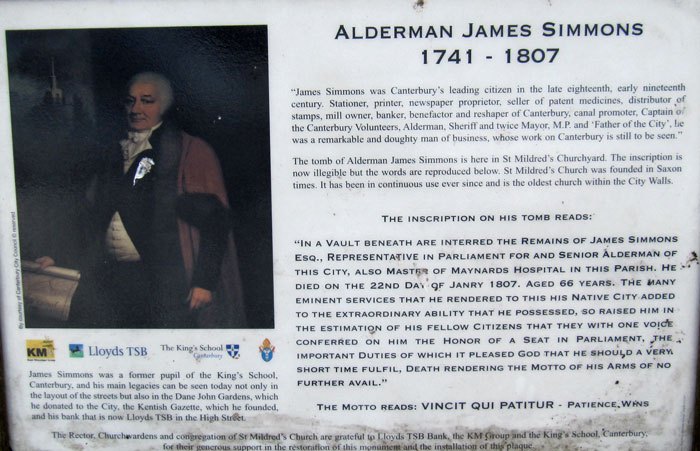 ALDERMAN JAMES SIMMONS
1741 - 1807
"James Simmons was Canterbury's leading citizen in the late eighteenth, early nineteenth
century. Stationer, printer, newspaper proprietor, seller of patent medicines, distributor of
stamps, mill owner, banker, benefactor and reshaper of Canterbury, canal promoter, Captain of
the Canterbury Volunteers, Alderman, Sheriff and twice Mayor, M.P. and 'Father of the City', he
was a remarkable and doughty man of business, whose work on Canterbury is still to be seen."
The tomb of Alderman James Simmons is here in St Mildred's Churchyard. The inscription is
now illegible but the words are reproduced below. St Mildred's Church was founded in Saxon
times. It has been in continuous use ever since and is the oldest church within the City Walls.
THE INSCRIPTION ON HIS TOMB READS:
"IN A VAULT BENEATH ARE INTERRED THE REMAINS OF JAMES SIMMONS
ESQ., REPRESENTATIVE IN PARLIAMENT FOR AND SENIOR ALDERMAN OF
THIS CITY, ALSO MASTER OF MAYNARDS HOSPITAL IN THIS PARISH. HE
DIED ON THE 22ND DAY OF JANRY 1807. AGED 66 YEARS. THE MANY
EMINENT SERVICES THAT HE RENDERED TO THIS HIS NATIVE CITY ADDED
TO THE EXTRAORDINARY ABILITY THAT HE POSSESSED, SO RAISED HIM IN
THE ESTIMATION OF HIS FELLOW CITIZENS THAT THEY WITH ONE VOICE
CONFERRED ON HIM THE HONOR OF A SEAT IN PARLIAMENT, THE
IMPORTANT DUTIES OF WHICH IT PLEASED GOD THAT HE SHOULD A VERY
SHORT TIME FULFIL, DEATH RENDERING THE MOTTO OF HIS ARMS OF NO
FURTHER AVAIL."
THE MOTTO READS: VINCIT QUI PATITUR - PATIENCE WINS
By courtesy of Canterbury City Council © reserved
KM
Lloyds TSB
The King's School
Canterbury
James Simmons was a former pupil of the King's School,
Canterbury, and his main legacies can be seen today not only in
the layout of the streets but also in the Dane John Gardens, which
he donated to the City, the Kentish Gazette, which he founded,
and his bank that is now Lloyds TSB in the High Street.
The Rector, Churchwardens and congregation of St Mildred's Church are grateful to Lloyds TSB Bank, the KM Group and the King's School, Canterbury,
for their generous support in the restoration of this monument and the installation of this plaque.